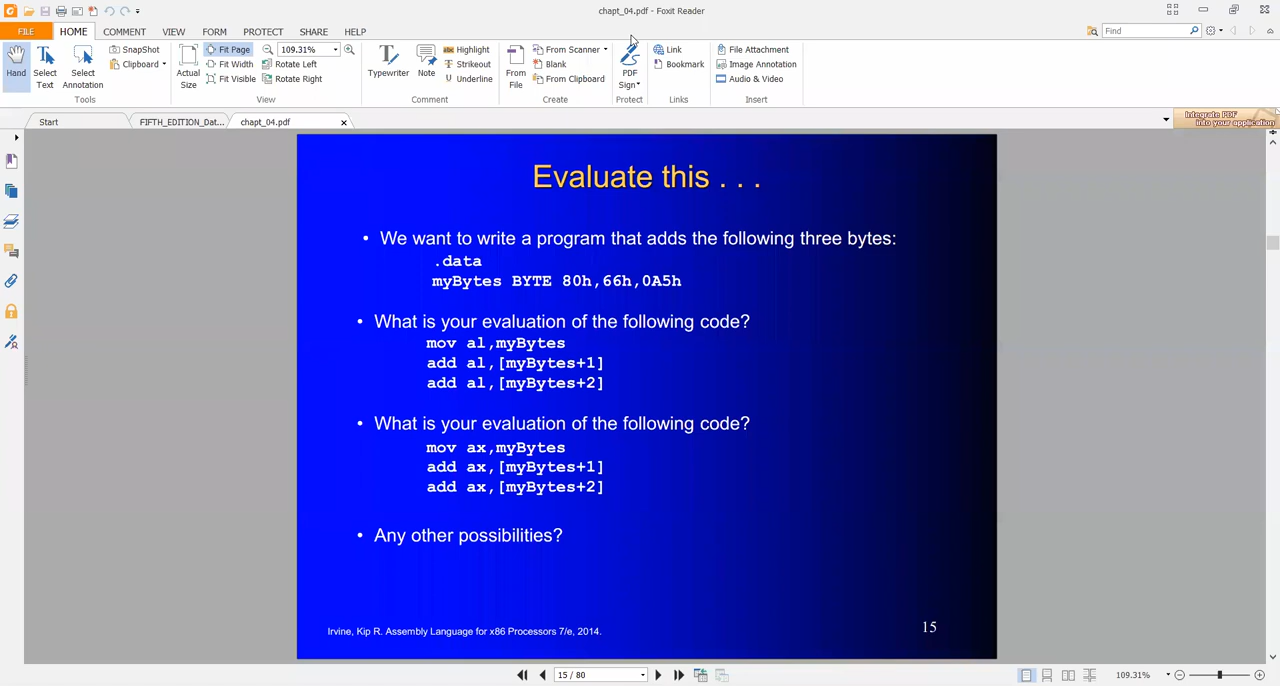 chapt_04.pdf - Foxit Reader
FILE HOME COMMENT VIEW FORM PROTECT SHARE HELP
Find
Hand
Select Text
Select Annotation
SnapShot
Clipboard
Tools
Actual Size
Fit Page
Fit Width
Fit Visible
109.31%
Rotate Left
Rotate Right
View
Typewriter
Note
Highlight
Strikeout
Underline
Comment
From File
From Scanner
Blank
From Clipboard
Create
PDF Sign
Protect
Link
Bookmark
Links
File Attachment
Image Annotation
Audio & Video
Insert
Start
FIFTH_EDITION_Dat...
chapt_04.pdf
Integrate PDF
into your application
Evaluate this . . .
• We want to write a program that adds the following three bytes:
.data
myBytes BYTE 80h,66h,0A5h
• What is your evaluation of the following code?
mov al,myBytes
add al,[myBytes+1]
add al,[myBytes+2]
• What is your evaluation of the following code?
mov ax,myBytes
add ax,[myBytes+1]
add ax,[myBytes+2]
• Any other possibilities?
Irvine, Kip R. Assembly Language for x86 Processors 7/e, 2014.
15
15 / 80
109.31%